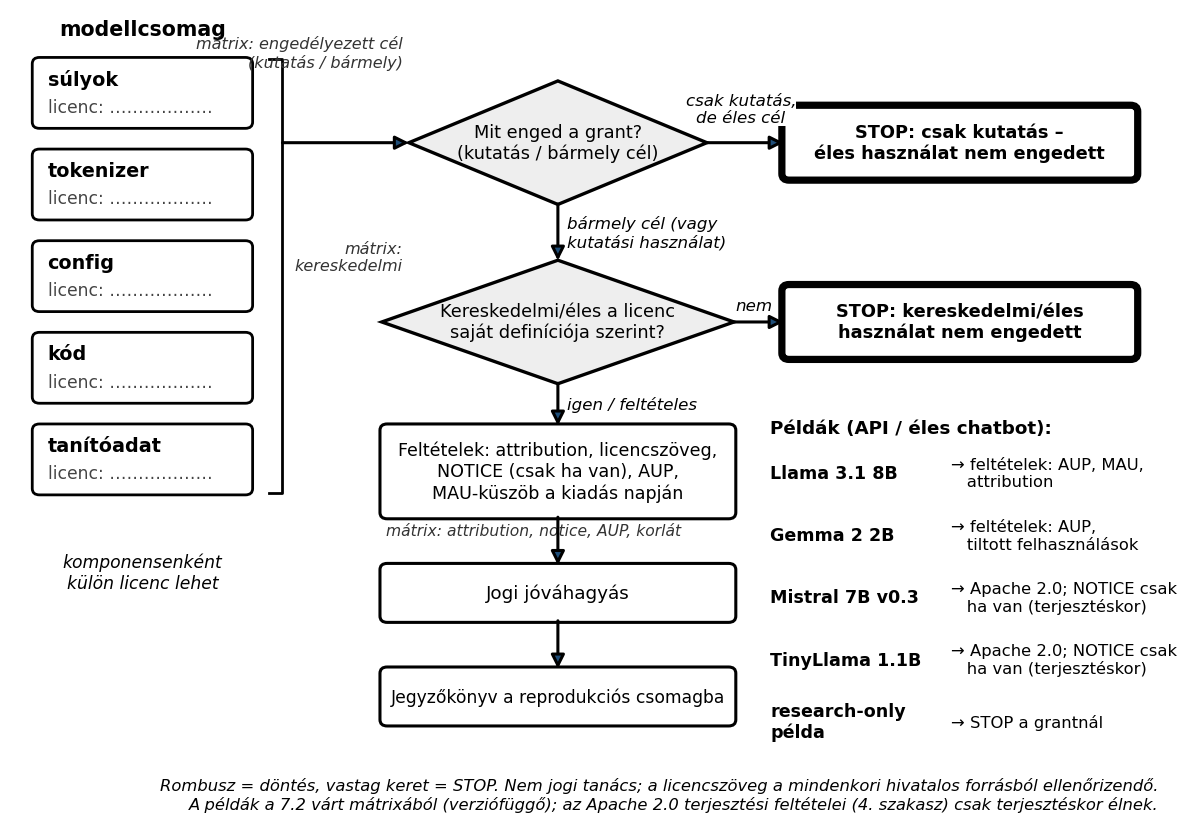 modellcsomag
mátrix: engedélyezett cél
(kutatás / bármely)
súlyok
licenc: ………………
tokenizer
licenc: ………………
config
licenc: ………………
kód
licenc: ………………
tanítóadat
licenc: ………………
komponensenként
külön licenc lehet
Mit enged a grant?
(kutatás / bármely cél)
csak kutatás,
de éles cél
STOP: csak kutatás –
éles használat nem engedett
bármely cél (vagy
kutatási használat)
mátrix:
kereskedelmi
Kereskedelmi/éles a licenc
saját definíciója szerint?
nem
STOP: kereskedelmi/éles
használat nem engedett
igen / feltételes
Feltételek: attribution, licencszöveg,
NOTICE (csak ha van), AUP,
MAU-küszöb a kiadás napján
mátrix: attribution, notice, AUP, korlát
Jogi jóváhagyás
Jegyzőkönyv a reprodukciós csomagba
Példák (API / éles chatbot):
Llama 3.1 8B
→ feltételek: AUP, MAU,
attribution
Gemma 2 2B
→ feltételek: AUP,
tiltott felhasználások
Mistral 7B v0.3
→ Apache 2.0; NOTICE csak
ha van (terjesztéskor)
TinyLlama 1.1B
→ Apache 2.0; NOTICE csak
ha van (terjesztéskor)
research-only
példa
→ STOP a grantnál
Rombusz = döntés, vastag keret = STOP. Nem jogi tanács; a licencszöveg a mindenkori hivatalos forrásból ellenőrizendő.
A példák a 7.2 várt mátrixából (verziófüggő); az Apache 2.0 terjesztési feltételei (4. szakasz) csak terjesztéskor élnek.